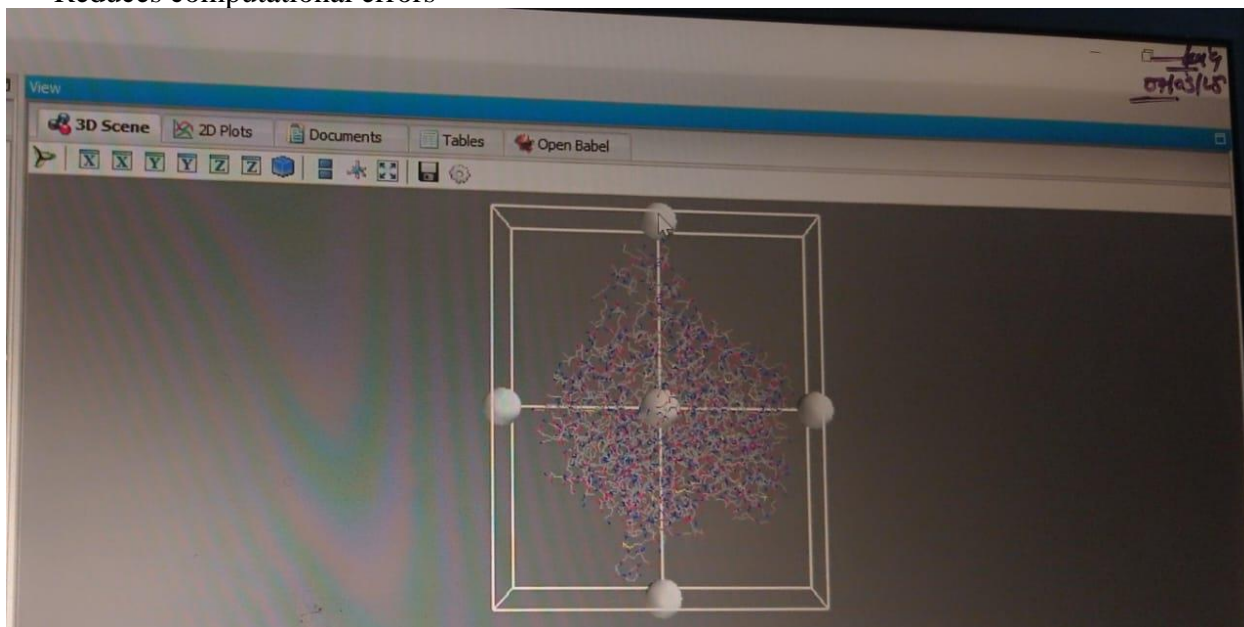 Reduces computational errors
View
3D Scene
2D Plots
Documents
Tables
Open Babel
X X Y Y Z Z